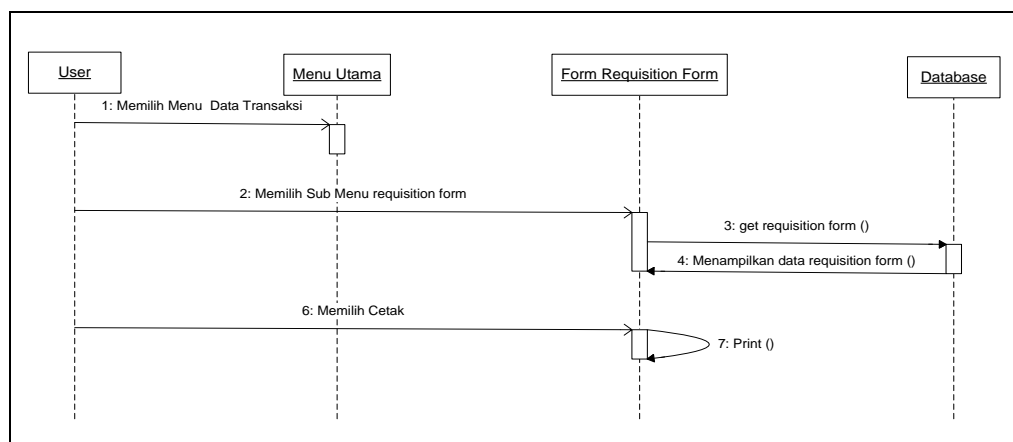 User
Menu Utama
Form Requisition Form
Database
1: Memilih Menu Data Transaksi
2: Memilih Sub Menu requisition form
3: get requisition form ()
4: Menampilkan data requisition form ()
6: Memilih Cetak
7: Print ()